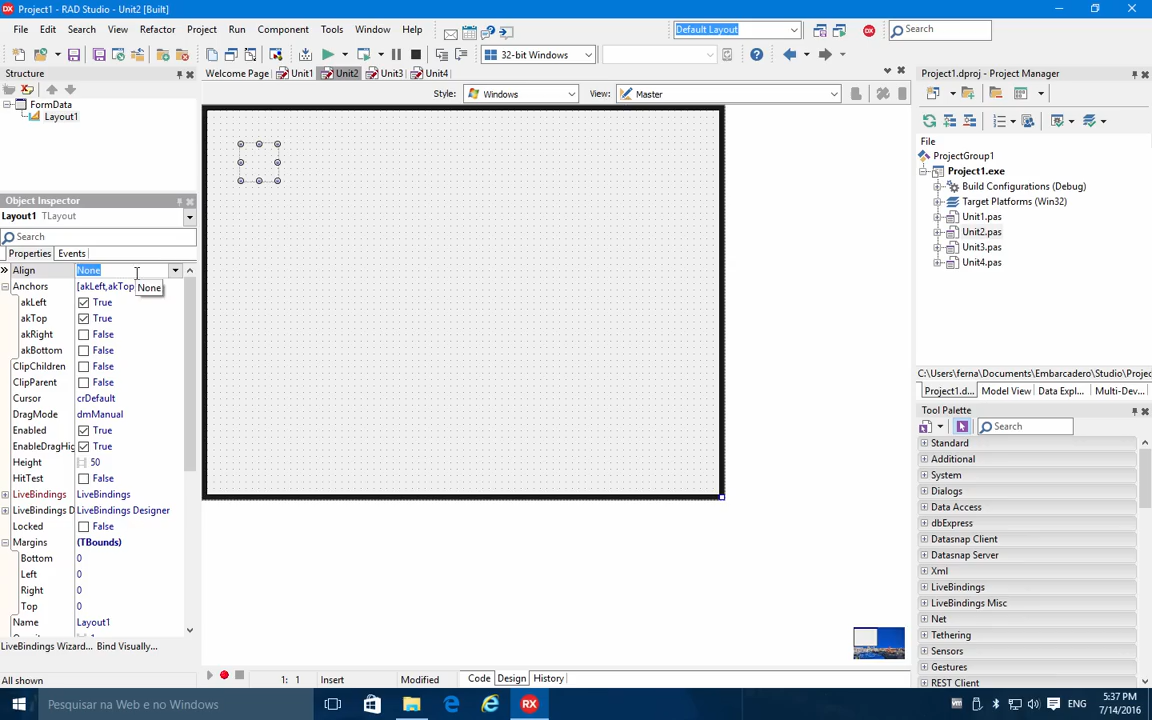 Project1 - RAD Studio - Unit2 [Built]
File Edit Search View Refactor Project Run Component Tools Window Help
Default Layout
Search
32-bit Windows
Structure
Welcome Page Unit1 Unit2 Unit3 Unit4
Project1.dproj - Project Manager
Style: Windows View: Master
FormData
Layout1
File
ProjectGroup1
Project1.exe
Build Configurations (Debug)
Target Platforms (Win32)
Unit1.pas
Unit2.pas
Unit3.pas
Unit4.pas
Object Inspector
Layout1 TLayout
Search
Properties Events
Align None
Anchors [akLeft,akTop
None
akLeft True
akTop True
akRight False
akBottom False
ClipChildren False
ClipParent False
Cursor crDefault
DragMode dmManual
Enabled True
EnableDragHig True
Height 50
HitTest False
LiveBindings LiveBindings
LiveBindings D LiveBindings Designer
Locked False
Margins (TBounds)
Bottom 0
Left 0
Right 0
Top 0
Name Layout1
LiveBindings Wizard... Bind Visually...
All shown
C:\Users\ferna\Documents\Embarcadero\Studio\Projec
Project1.d... Model View Data Expl... Multi-Dev...
Tool Palette
Search
Standard
Additional
System
Dialogs
Data Access
dbExpress
Datasnap Client
Datasnap Server
Xml
LiveBindings
LiveBindings Misc
Net
Tethering
Sensors
Gestures
REST Client
1: 1 Insert Modified Code Design History
Pesquisar na Web e no Windows
ENG
5:37 PM
7/14/2016